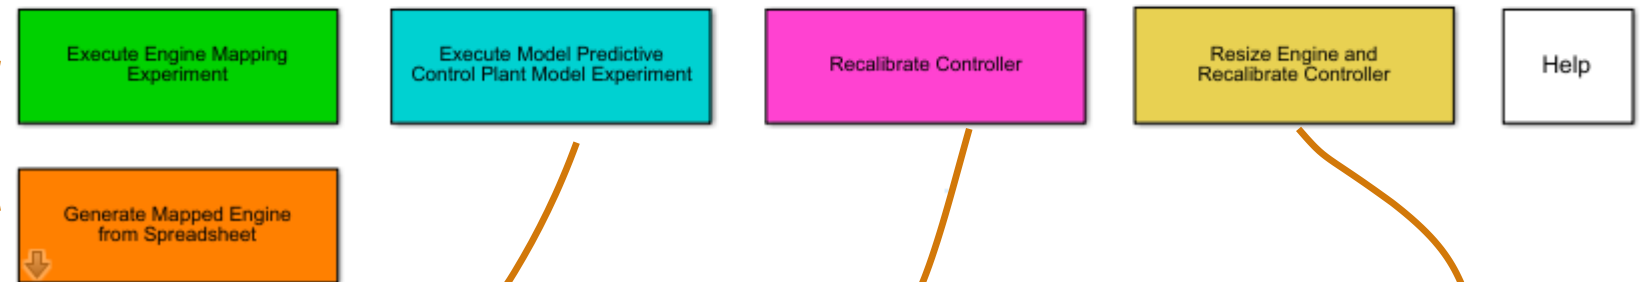 Execute Engine Mapping
Experiment
Execute Model Predictive
Control Plant Model Experiment
Recalibrate Controller
Resize Engine and
Recalibrate Controller
Help
Generate Mapped Engine
from Spreadsheet